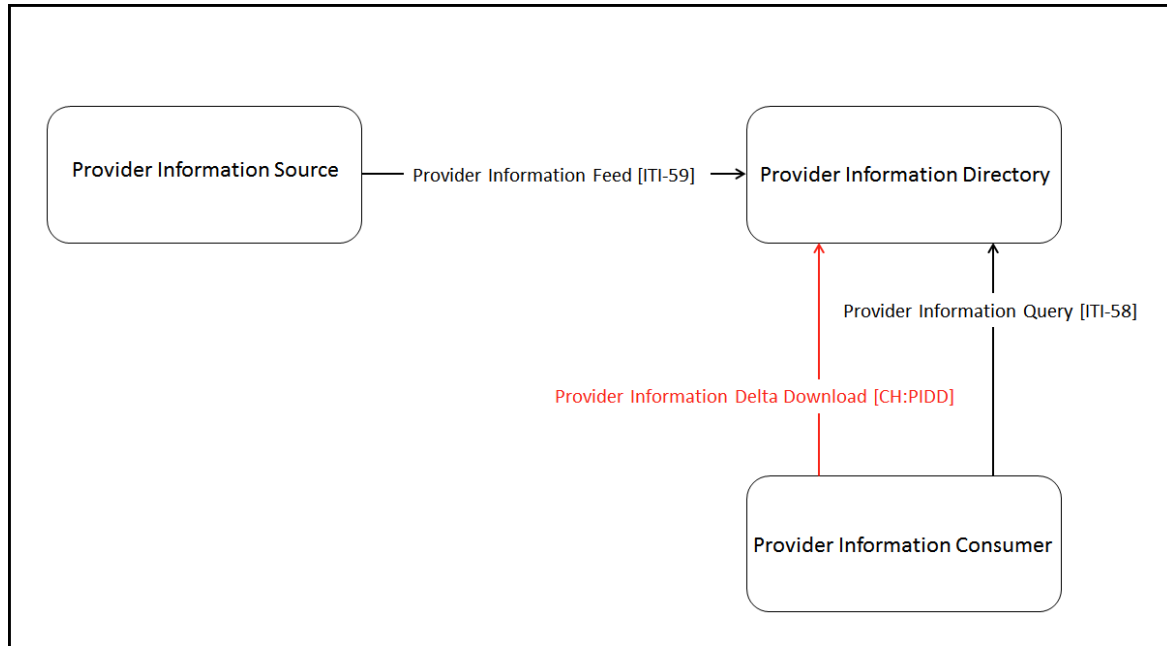 Provider Information Source
Provider Information Feed [ITI-59]
Provider Information Directory
Provider Information Query [ITI-58]
Provider Information Delta Download [CH:PIDD]
Provider Information Consumer